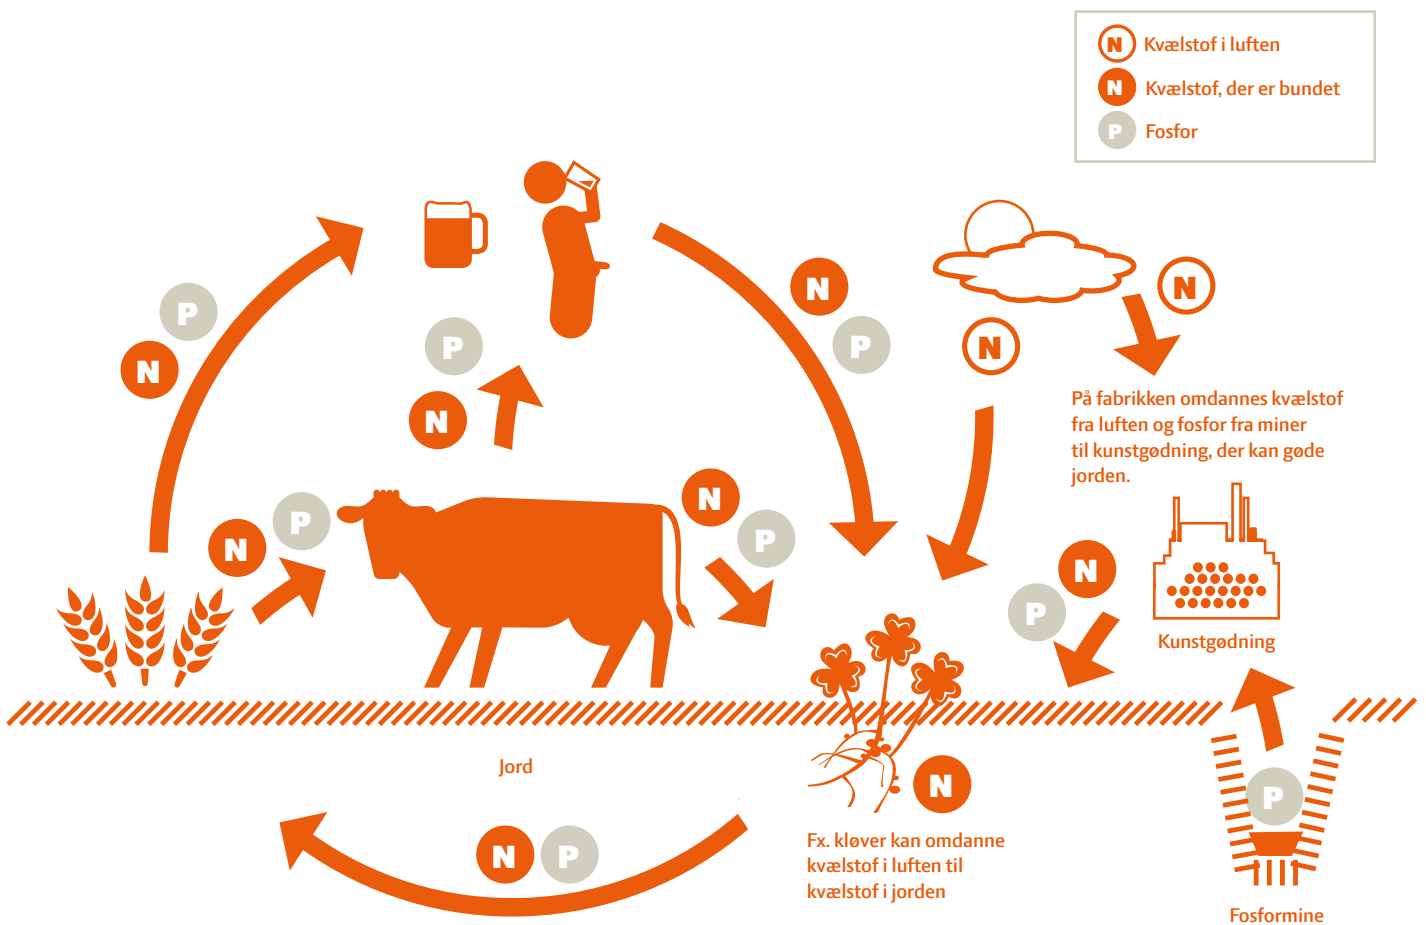 N Kvælstof i luften
N Kvælstof, der er bundet
P Fosfor
P
N
P
N
N
P
N
N
N
P
N
P
N
P
På fabrikken omdannes kvælstof
fra luften og fosfor fra miner
til kunstgødning, der kan gøde
jorden.
N
P
Kunstgødning
Jord
N
P
N
P
Fx. kløver kan omdanne
kvælstof i luften til
kvælstof i jorden
Fosformine